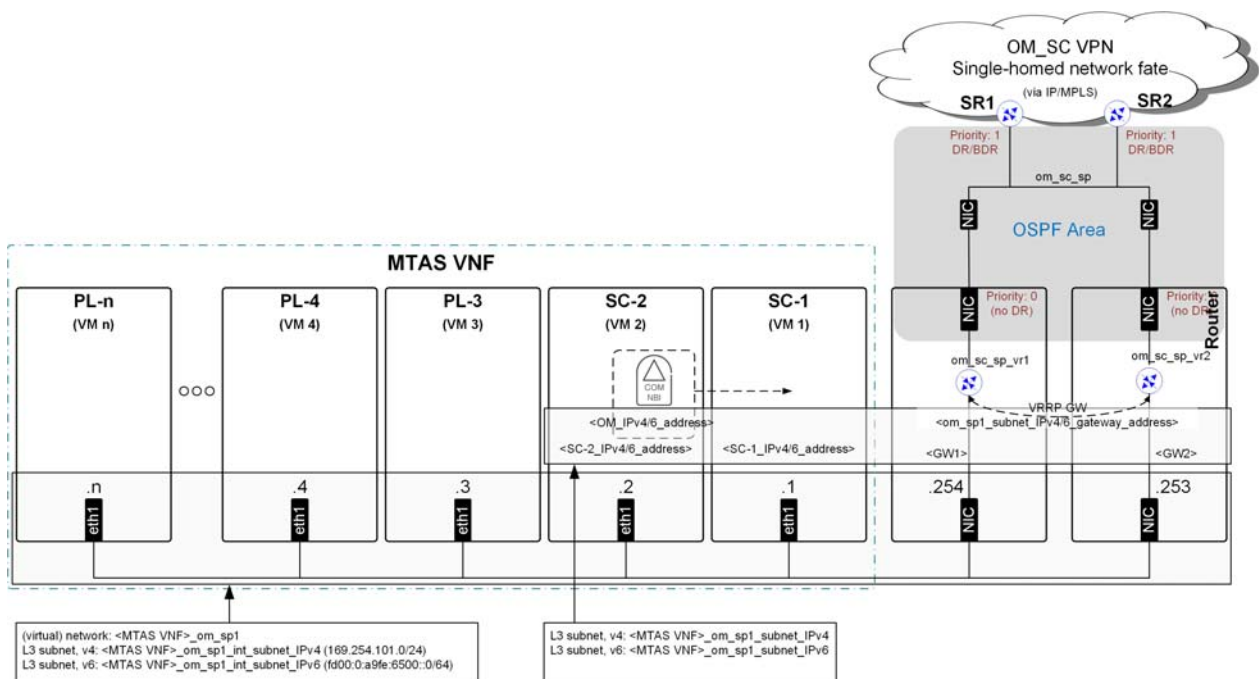 OM_SC VPN
Single-homed network fate
(via IP/MPLS)
SR1
SR2
Priority: 1
DR/BDR
Priority: 1
DR/BDR
om_sc_sp
NIC
NIC
OSPF Area
MTAS VNF
PL-n
(VM n)
PL-4
(VM 4)
PL-3
(VM 3)
SC-2
(VM 2)
SC-1
(VM 1)
NIC
Priority: 0
(no DR)
NIC
Priority:
(no DR)
Router
COM
NBI
om_sc_sp_vr1
om_sc_sp_vr2
VRRP GW
<OM_IPv4/6_address>
<om_sp1_subnet_IPv4/6_gateway_address>
<SC-2_IPv4/6_address>
<SC-1_IPv4/6_address>
<GW1>
<GW2>
.n
.4
.3
.2
.1
.254
.253
eth1
eth1
eth1
eth1
eth1
NIC
NIC
(virtual) network: <MTAS VNF>_om_sp1
L3 subnet, v4: <MTAS VNF>_om_sp1_int_subnet_IPv4 (169.254.101.0/24)
L3 subnet, v6: <MTAS VNF>_om_sp1_int_subnet_IPv6 (fd00:0:a9fe:6500::0/64)
L3 subnet, v4: <MTAS VNF>_om_sp1_subnet_IPv4
L3 subnet, v6: <MTAS VNF>_om_sp1_subnet_IPv6